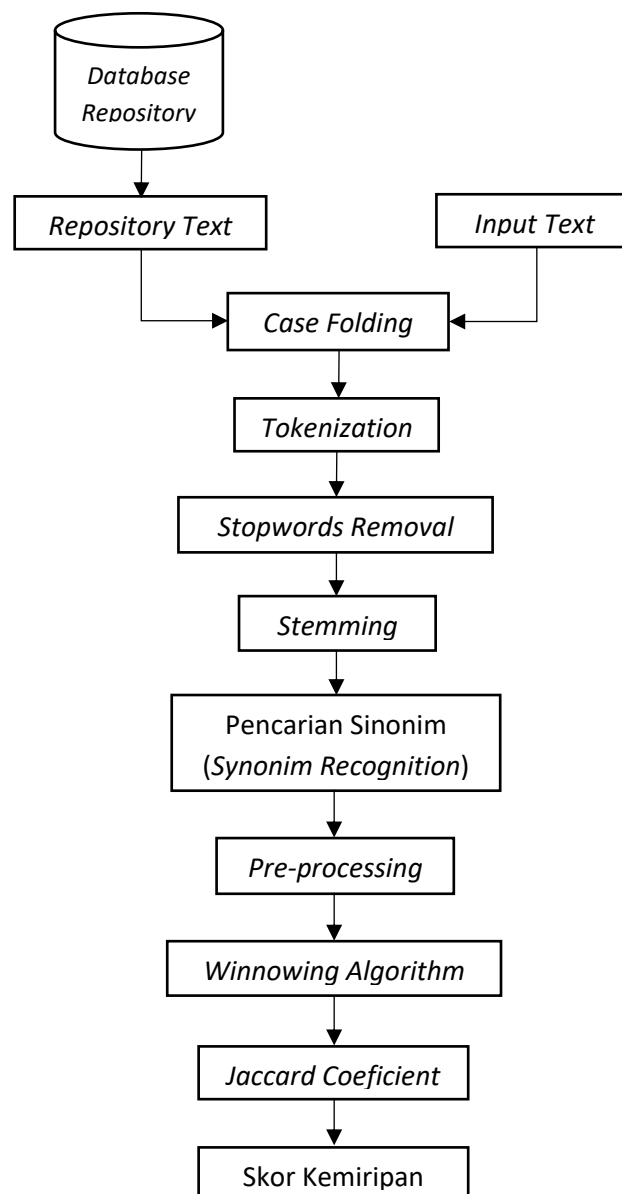 Database
Repository
Repository Text
Input Text
Case Folding
Tokenization
Stopwords Removal
Stemming
Pencarian Sinonim
(Synonim Recognition)
Pre-processing
Winnowing Algorithm
Jaccard Coeficient
Skor Kemiripan